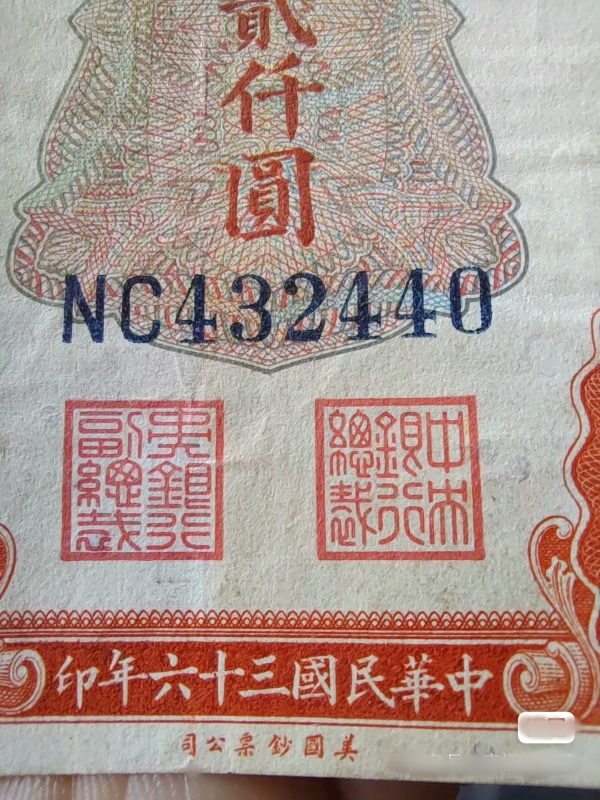 貳仟圓
NC432440
中央銀行總裁
央銀行副總裁
中華民國三十六年印
美國鈔票公司